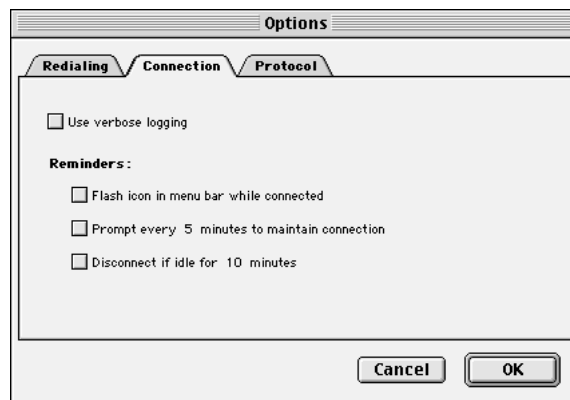 Options
Redialing Connection Protocol
Use verbose logging
Reminders:
Flash icon in menu bar while connected
Prompt every 5 minutes to maintain connection
Disconnect if idle for 10 minutes
Cancel OK